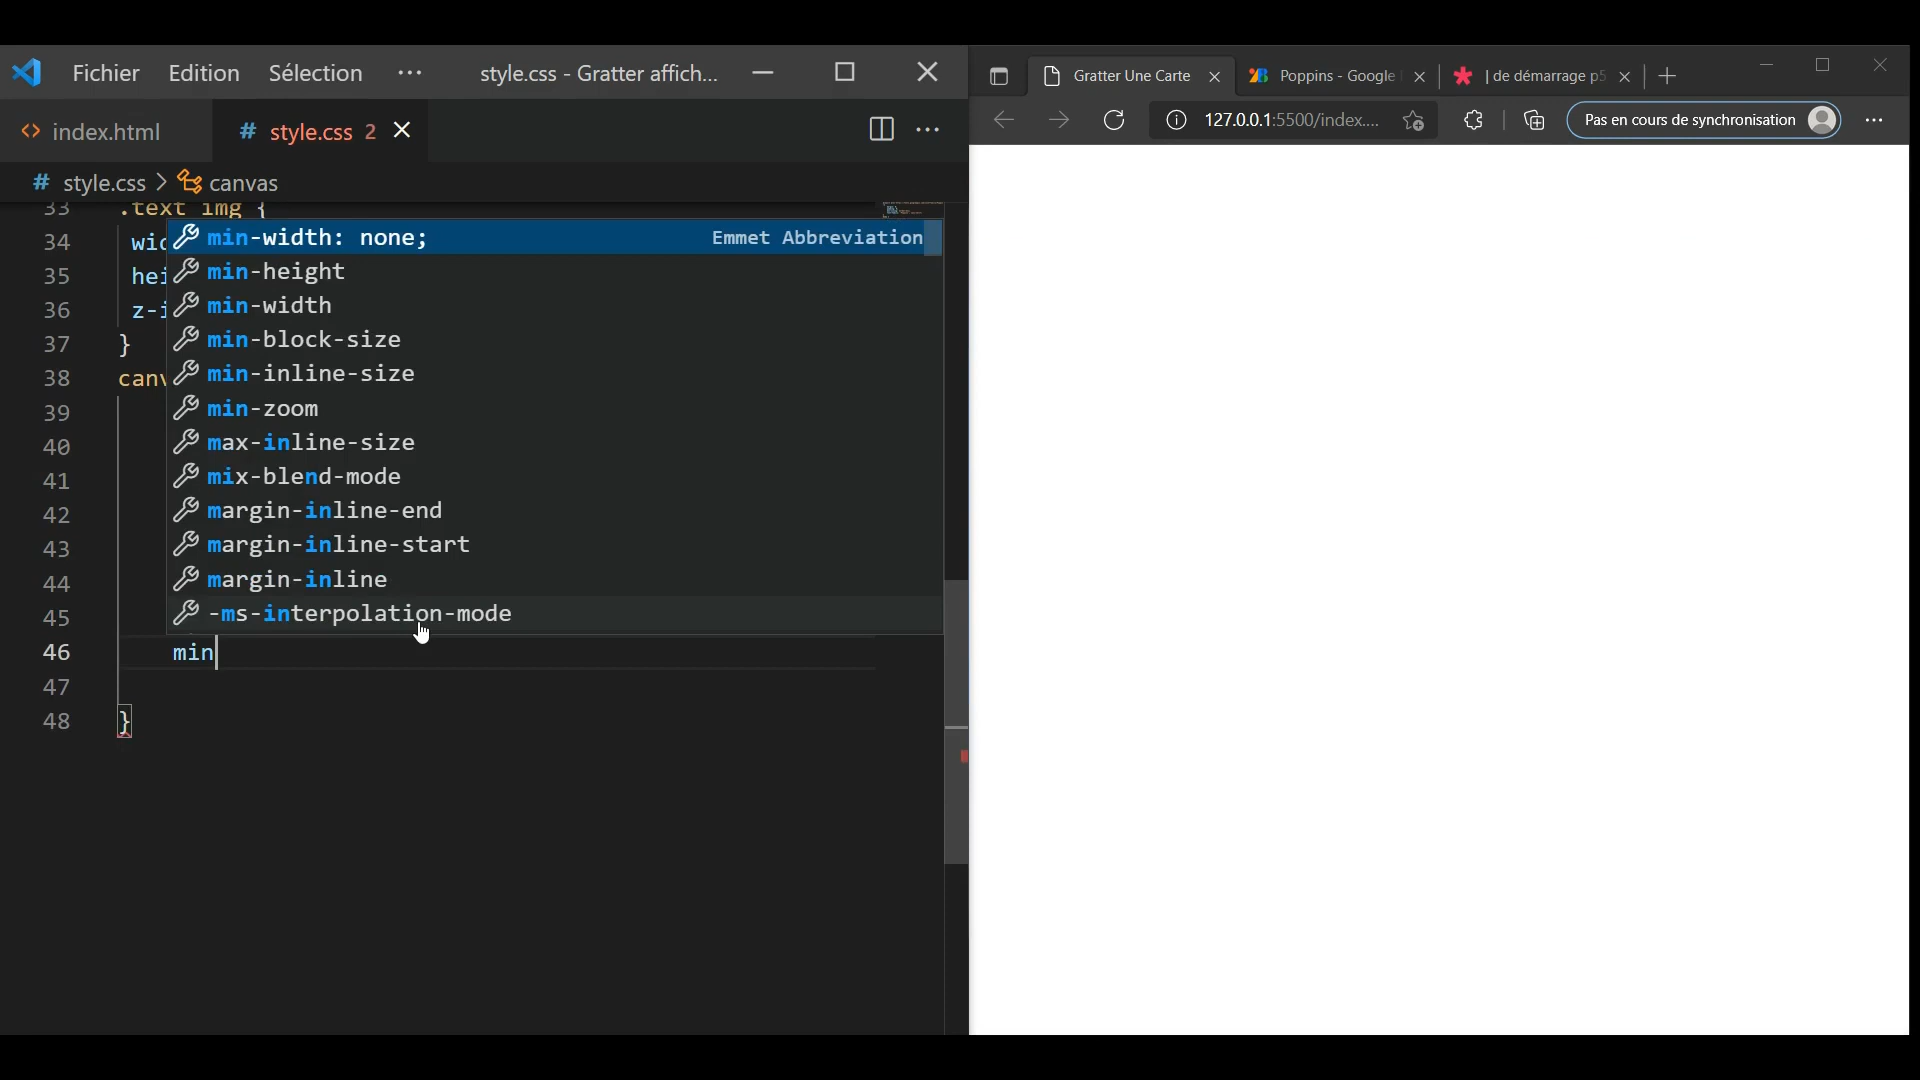 Fichier Edition Sélection ··· style.css - Gratter affich...
index.html # style.css 2
# style.css > canvas
33 .text img {
34 wid
35 hei
36 z-i
37 }
38 canv
39
40
41
42
43
44
45
46 min
47
48 }
min-width: none; Emmet Abbreviation
min-height
min-width
min-block-size
min-inline-size
min-zoom
max-inline-size
mix-blend-mode
margin-inline-end
margin-inline-start
margin-inline
-ms-interpolation-mode
Gratter Une Carte Poppins - Google | de démarrage p5
127.0.0.1:5500/index.... Pas en cours de synchronisation